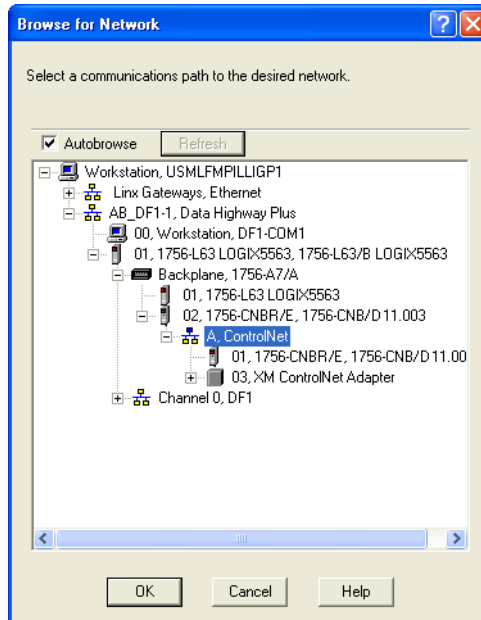 Browse for Network
Select a communications path to the desired network.
Autobrowse Refresh
Workstation, USMLFMPILLIGP1
Linx Gateways, Ethernet
AB_DF1-1, Data Highway Plus
00, Workstation, DF1-COM1
01, 1756-L63 LOGIX5563, 1756-L63/B LOGIX5563
Backplane, 1756-A7/A
01, 1756-L63 LOGIX5563
02, 1756-CNBR/E, 1756-CNB/D 11.003
A, ControlNet
01, 1756-CNBR/E, 1756-CNB/D 11.00
03, XM ControlNet Adapter
Channel 0, DF1
OK Cancel Help